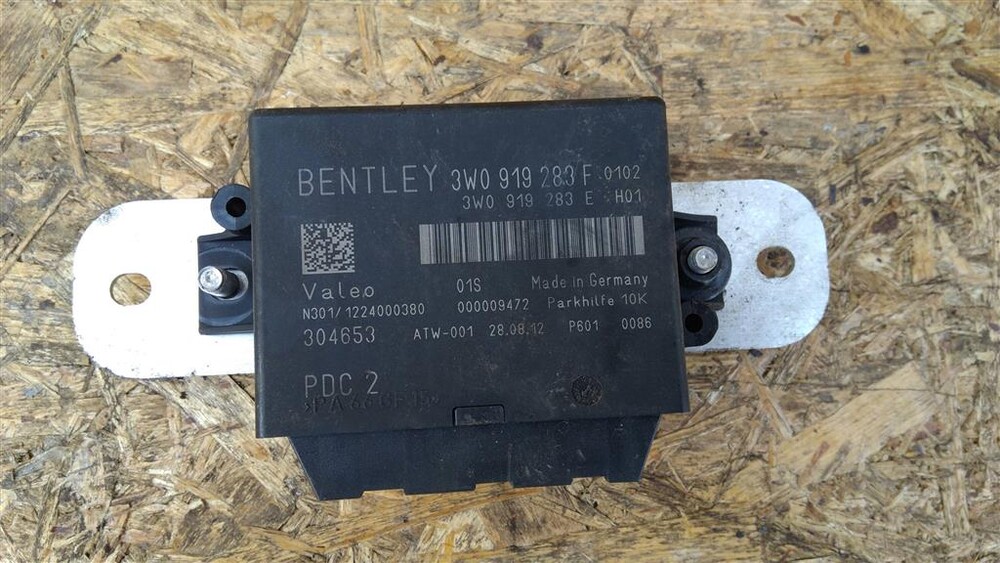 BENTLEY 3W0 919 283 F 0102
3W0 919 283 E H01
Valeo 01S Made in Germany
N301/1224000380 000009472 Parkhilfe 10K
304653 ATW-001 28.08.12 P601 0086
PDC 2